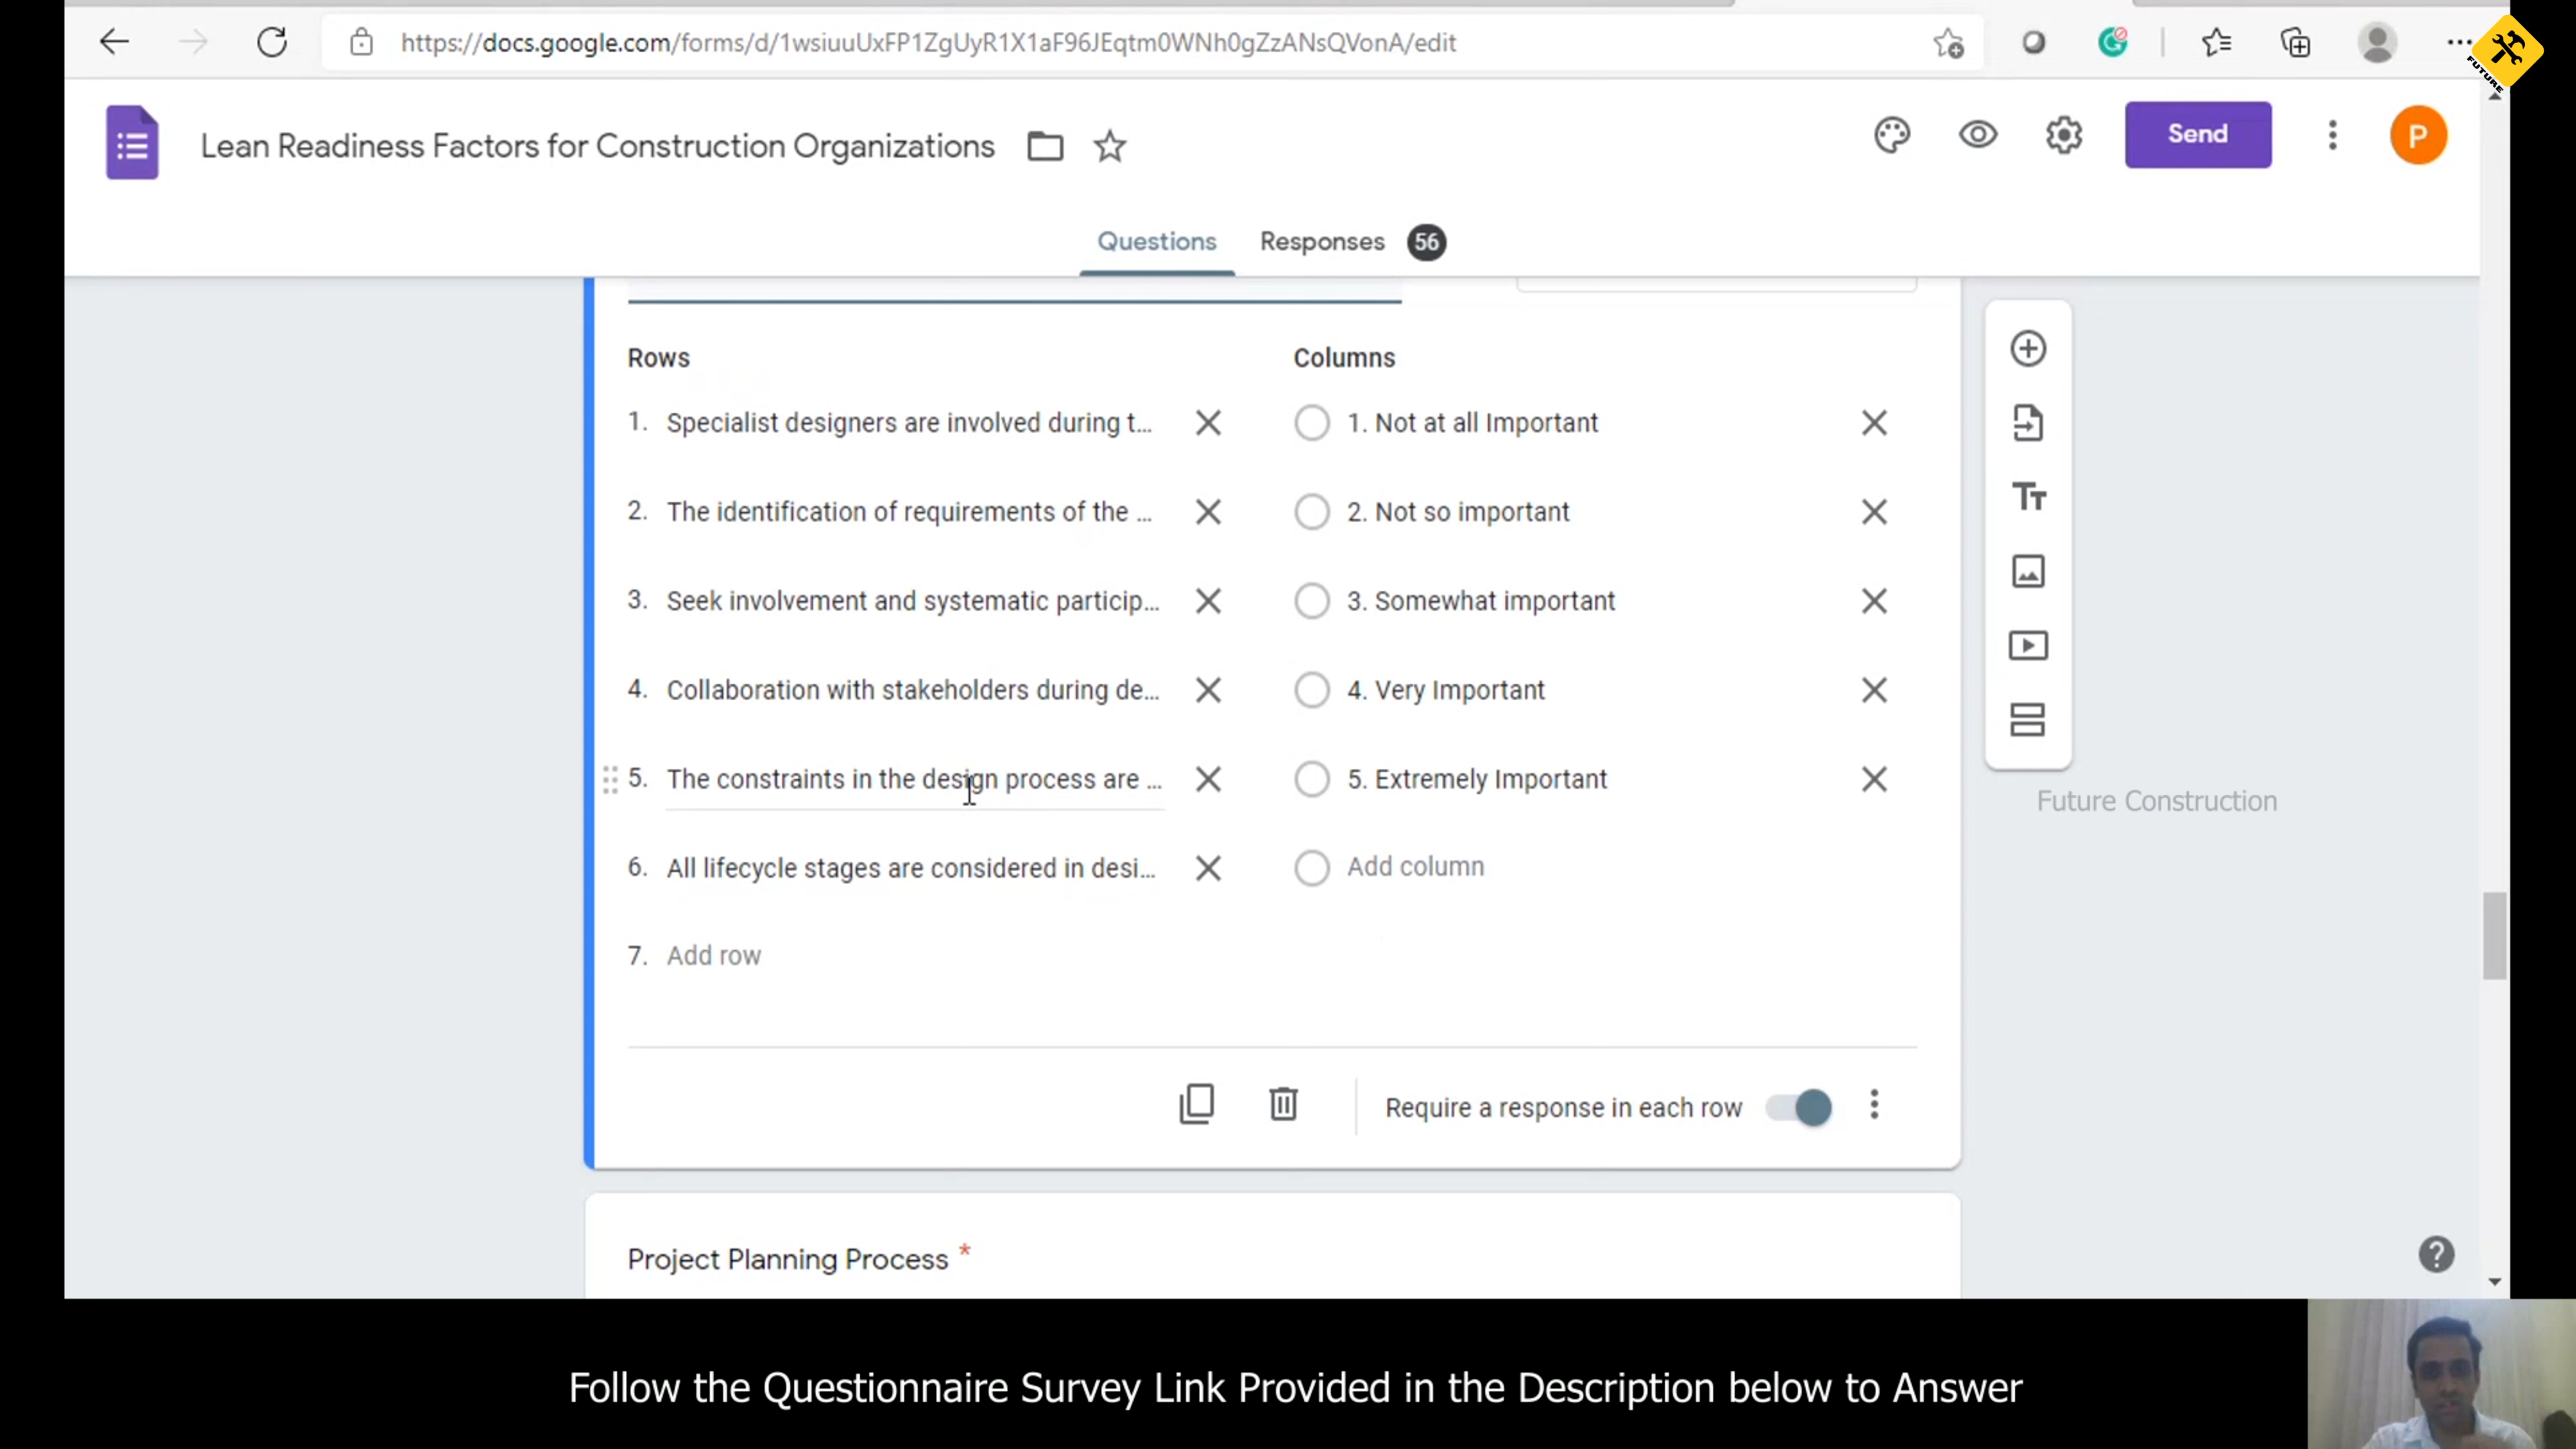 https://docs.google.com/forms/d/1wsiuuUxFP1ZgUyR1X1aF96JEqtm0WNh0gZzANsQVonA/edit
FUTURE
Lean Readiness Factors for Construction Organizations
Send
P
Questions
Responses 56
Rows
Columns
1. Specialist designers are involved during t...
1. Not at all Important
2. The identification of requirements of the ...
2. Not so important
3. Seek involvement and systematic particip...
3. Somewhat important
4. Collaboration with stakeholders during de...
4. Very Important
5. The constraints in the design process are ...
5. Extremely Important
Future Construction
6. All lifecycle stages are considered in desi...
Add column
7. Add row
Require a response in each row
Project Planning Process *
Follow the Questionnaire Survey Link Provided in the Description below to Answer